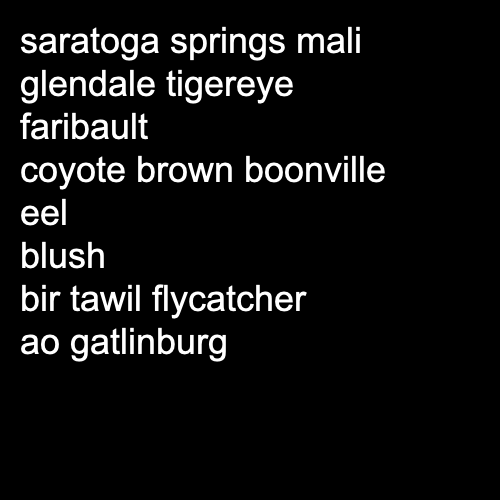 saratoga springs mali
glendale tigereye
faribault
coyote brown boonville
eel
blush
bir tawil flycatcher
ao gatlinburg